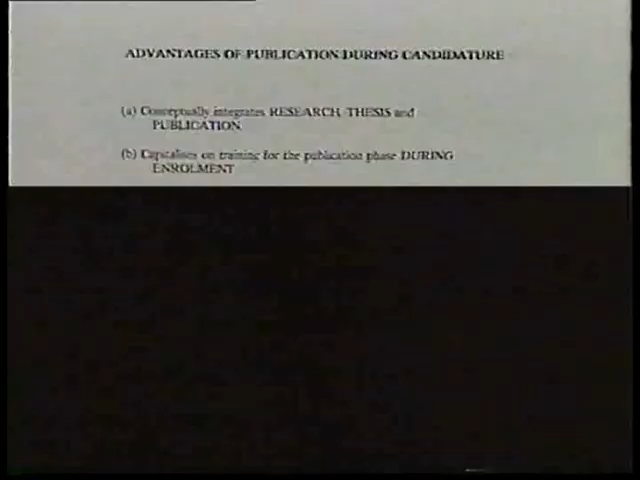 ADVANTAGES OF PUBLICATION DURING CANDIDATURE
(a) Conceptually integrates RESEARCH, THESIS and
PUBLICATION
(b) Capitalises on training for the publication phase DURING
ENROLMENT